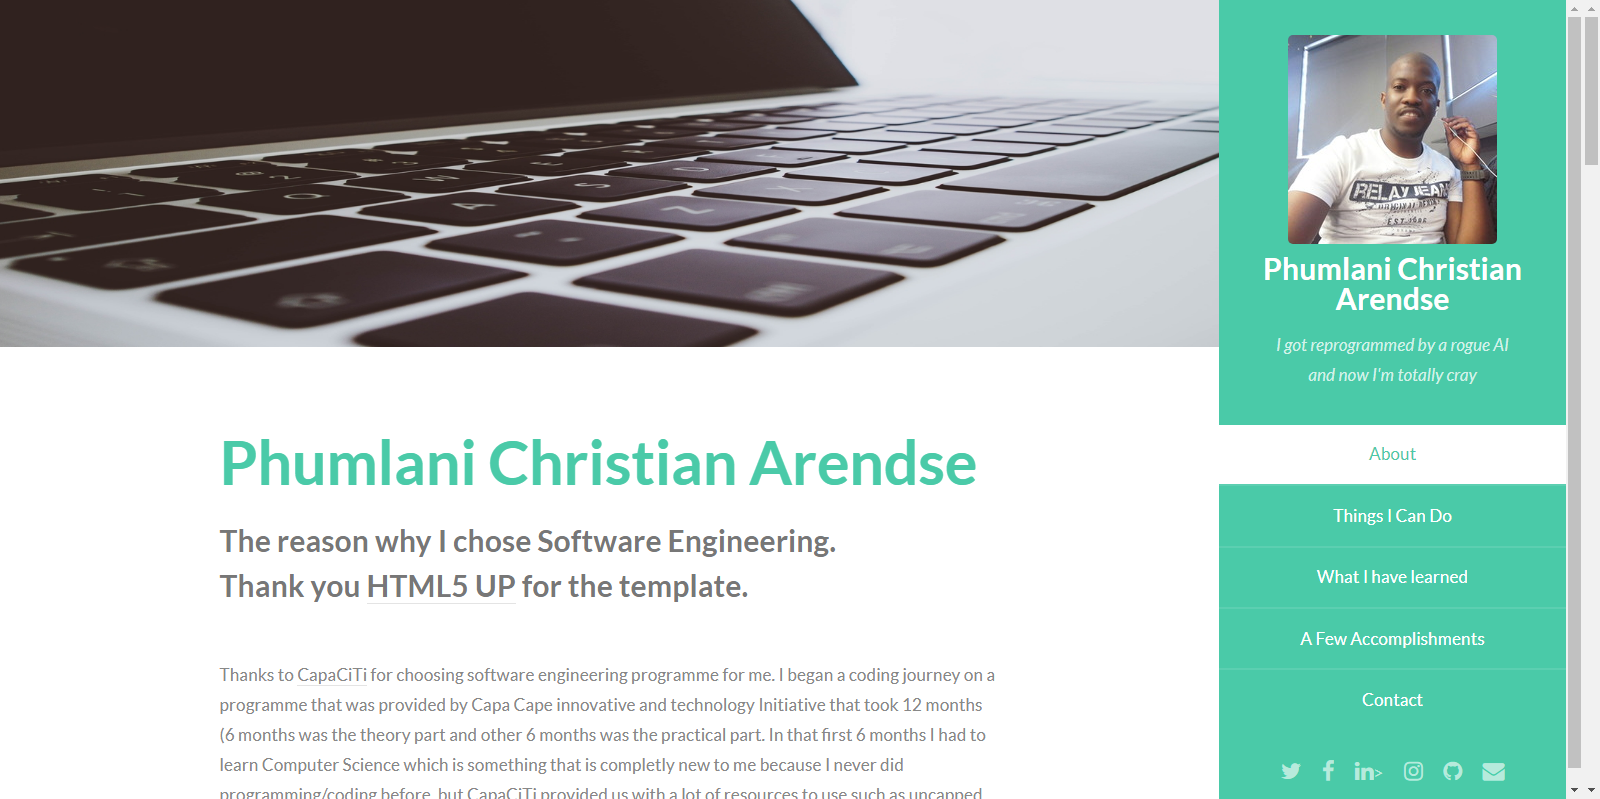 Phumlani Christian Arendse
The reason why I chose Software Engineering.
Thank you HTML5 UP for the template.
Thanks to CapaCiTi for choosing software engineering programme for me. I began a coding journey on a
programme that was provided by Capa Cape innovative and technology Initiative that took 12 months
(6 months was the theory part and other 6 months was the practical part. In that first 6 months I had to
learn Computer Science which is something that is completly new to me because I never did
programming/coding before, but CapaCiTi provided us with a lot of resources to use such as uncapped
A
S
Z
X
RELAY JEAN
Phumlani Christian
Arendse
I got reprogrammed by a rogue AI
and now I'm totally cray
About
Things I Can Do
What I have learned
A Few Accomplishments
Contact
>